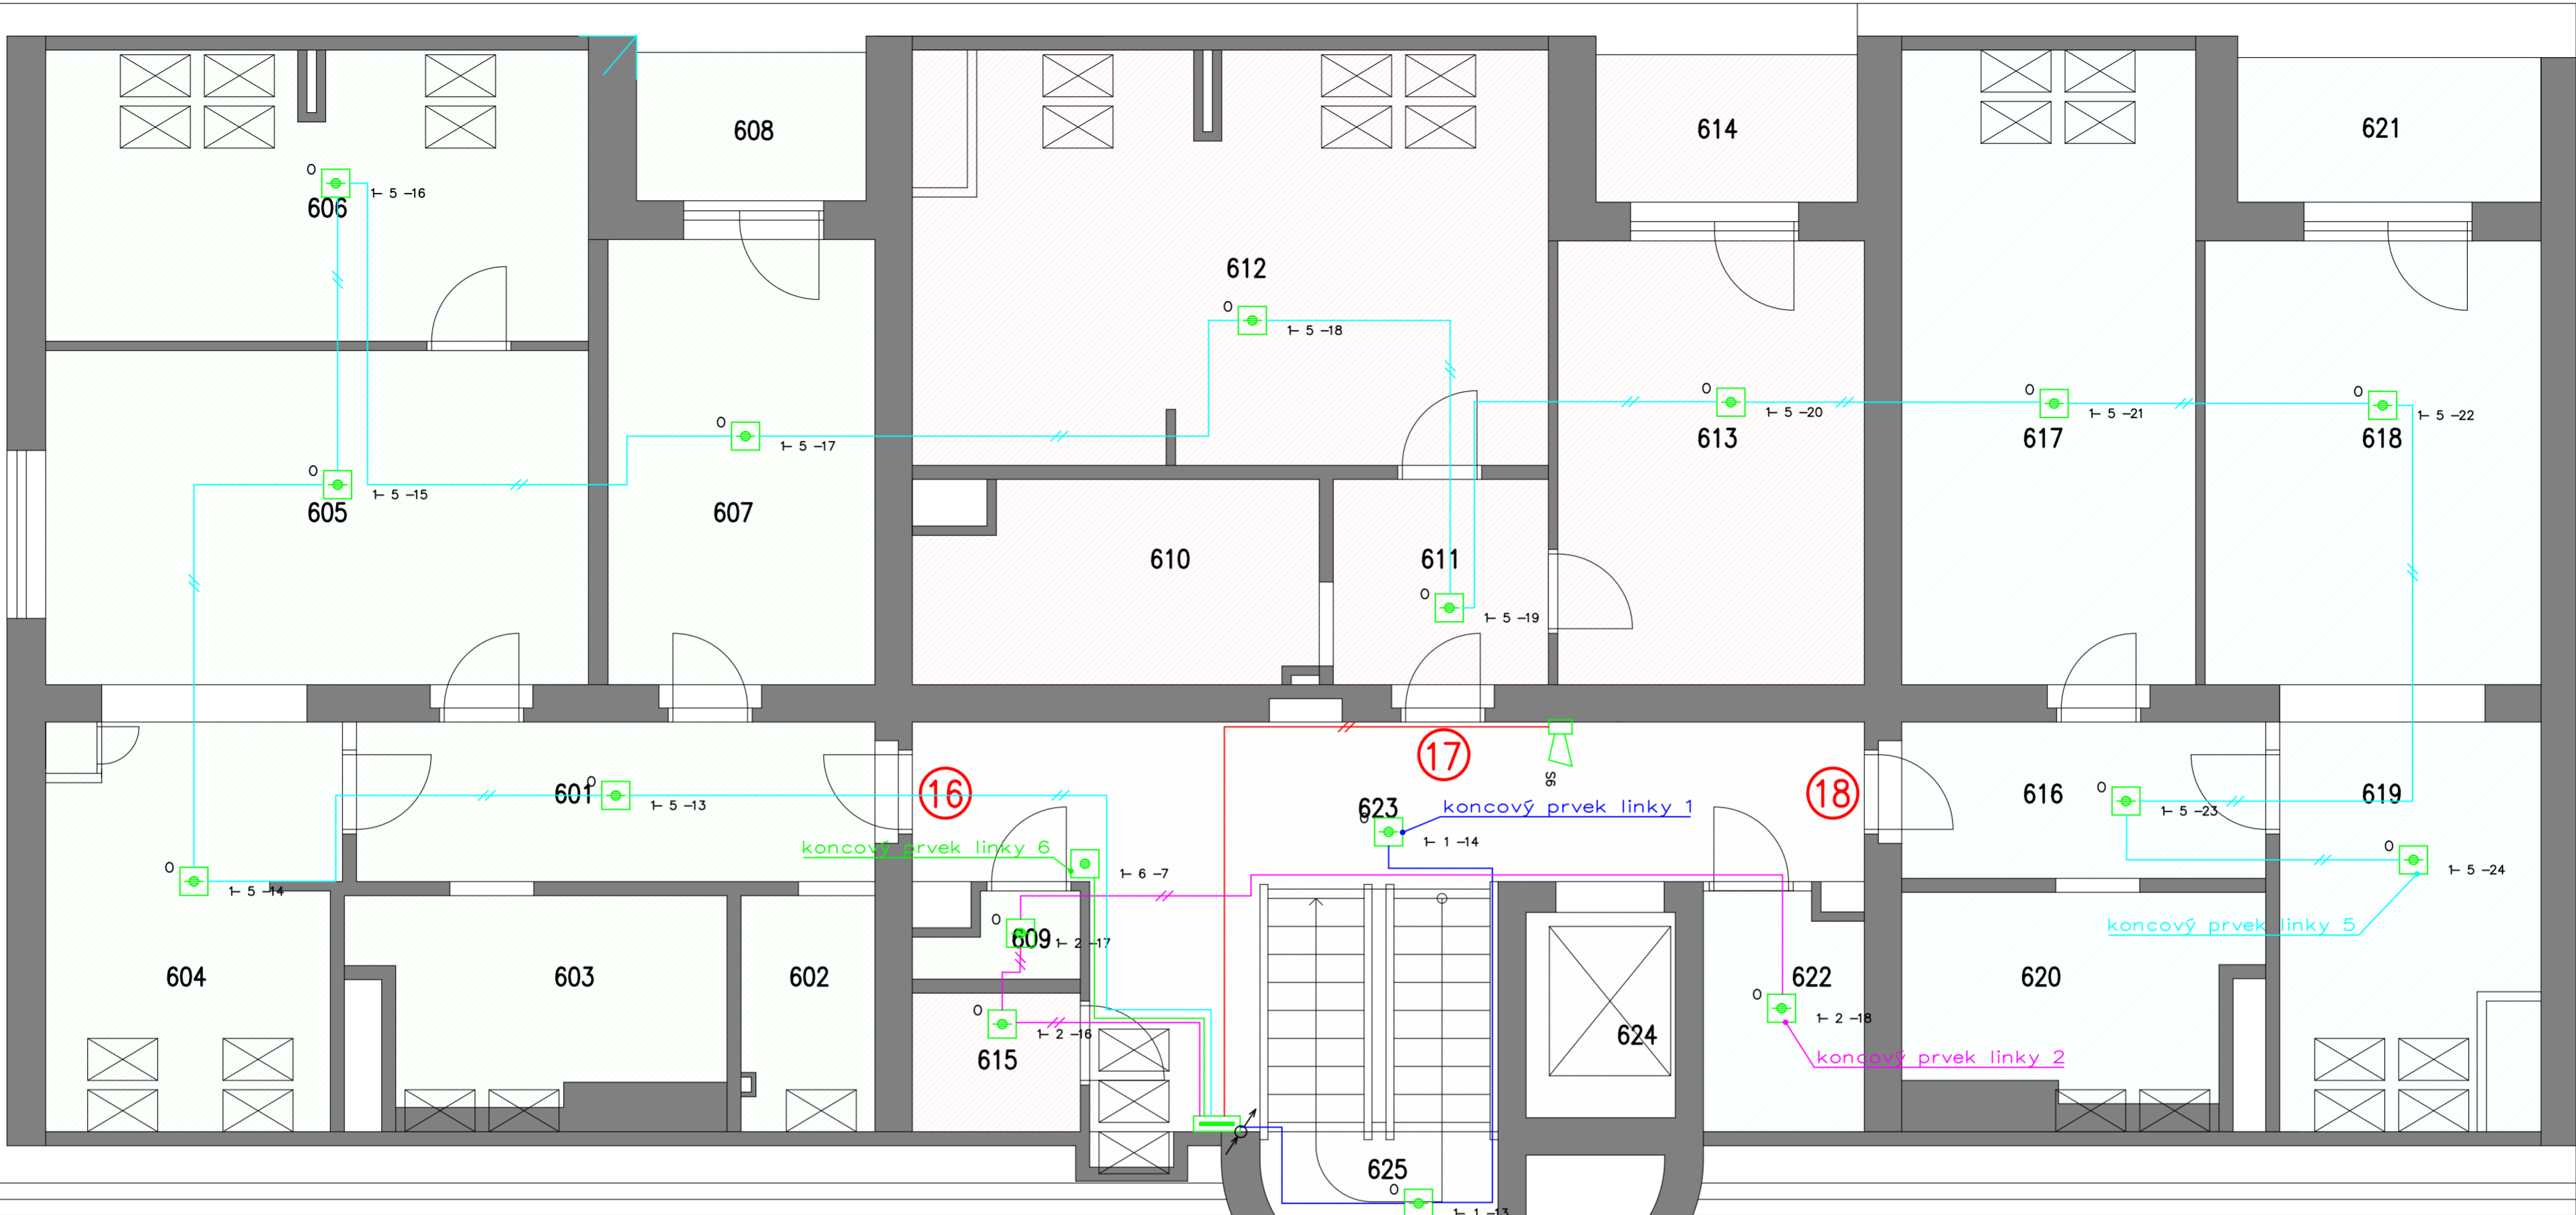 608
614
621
O
1- 5 -16
606
612
O
1- 5 -18
O
1- 5 -20
613
O
1- 5 -21
617
O
1- 5 -22
618
O
1- 5 -17
607
O
1- 5 -15
605
610
611
O
1- 5 -19
16
17
18
S6
601
O
1- 5 -13
623
O
1- 1 -14
koncový prvek linky 1
616
O
1- 5 -23
619
koncový prvek linky 6
1- 6 -7
O
1- 5 -14
O
1- 5 -24
koncový prvek linky 5
O
609
1- 2 -17
604
603
602
622
620
O
1- 2 -16
615
O
1- 2 -18
624
koncový prvek linky 2
625
O
1- 1 -13